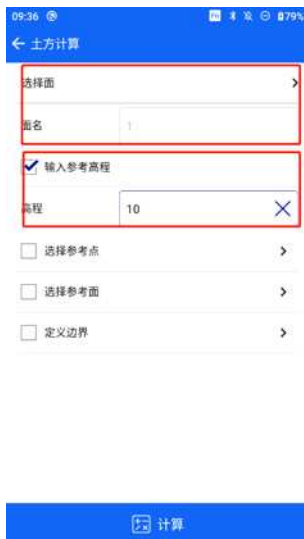 09:36 79%
← 土方计算
选择面 >
面名 1
输入参考高程
高程 10
选择参考点 >
选择参考面 >
定义边界 >
计算